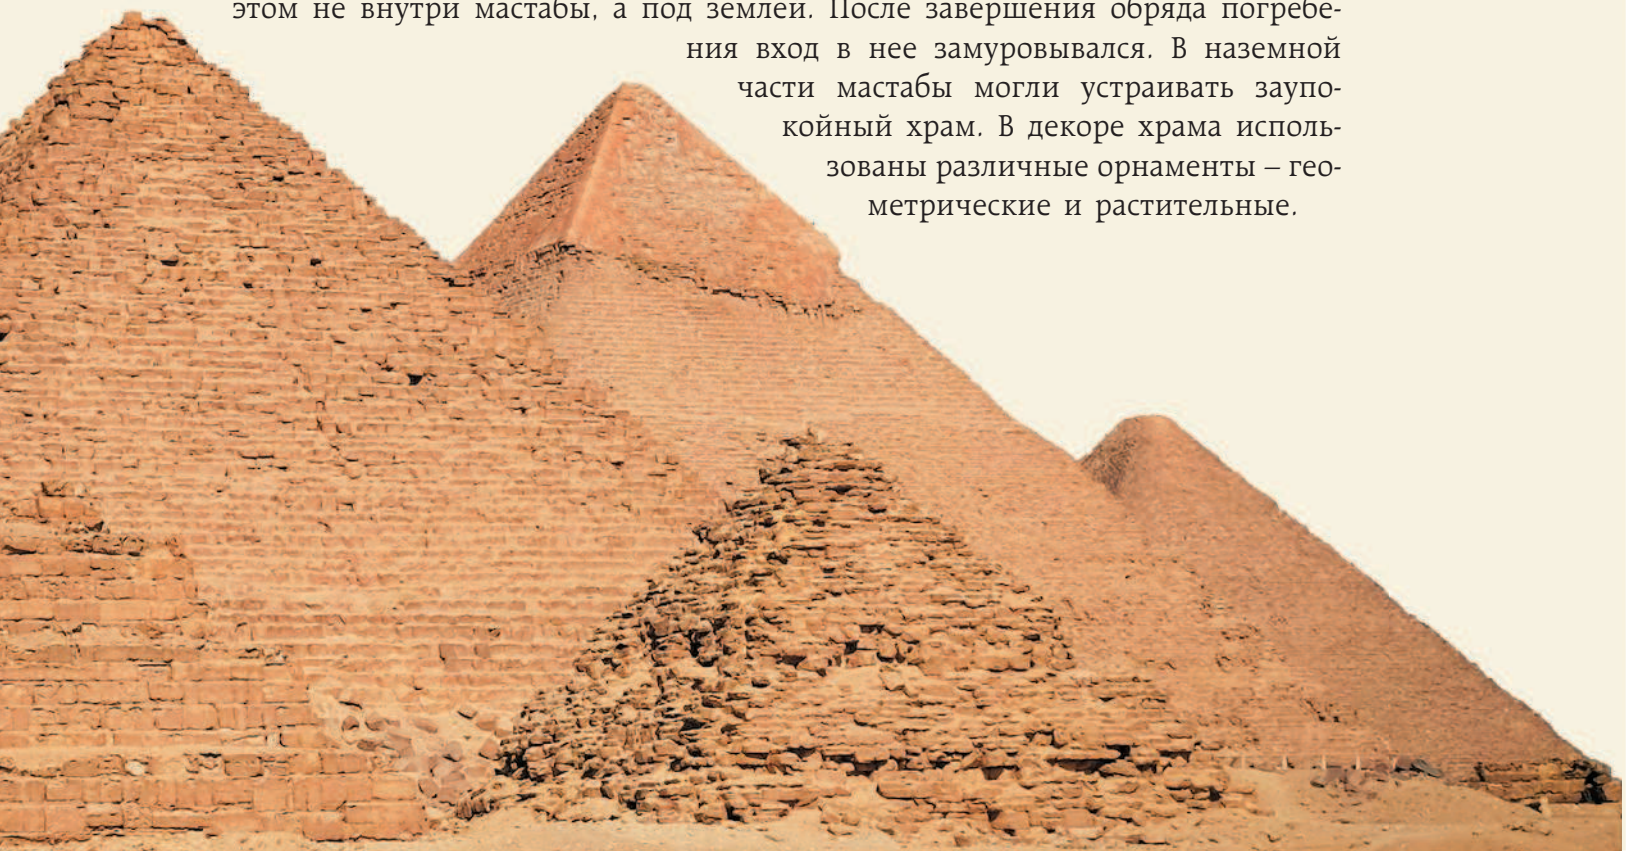 этом не внутри мастабы, а под землей. После завершения обряда погребе-
ния вход в нее замуровывался. В наземной
части мастабы могли устраивать заупо-
койный храм. В декоре храма исполь-
зованы различные орнаменты – гео-
метрические и растительные.